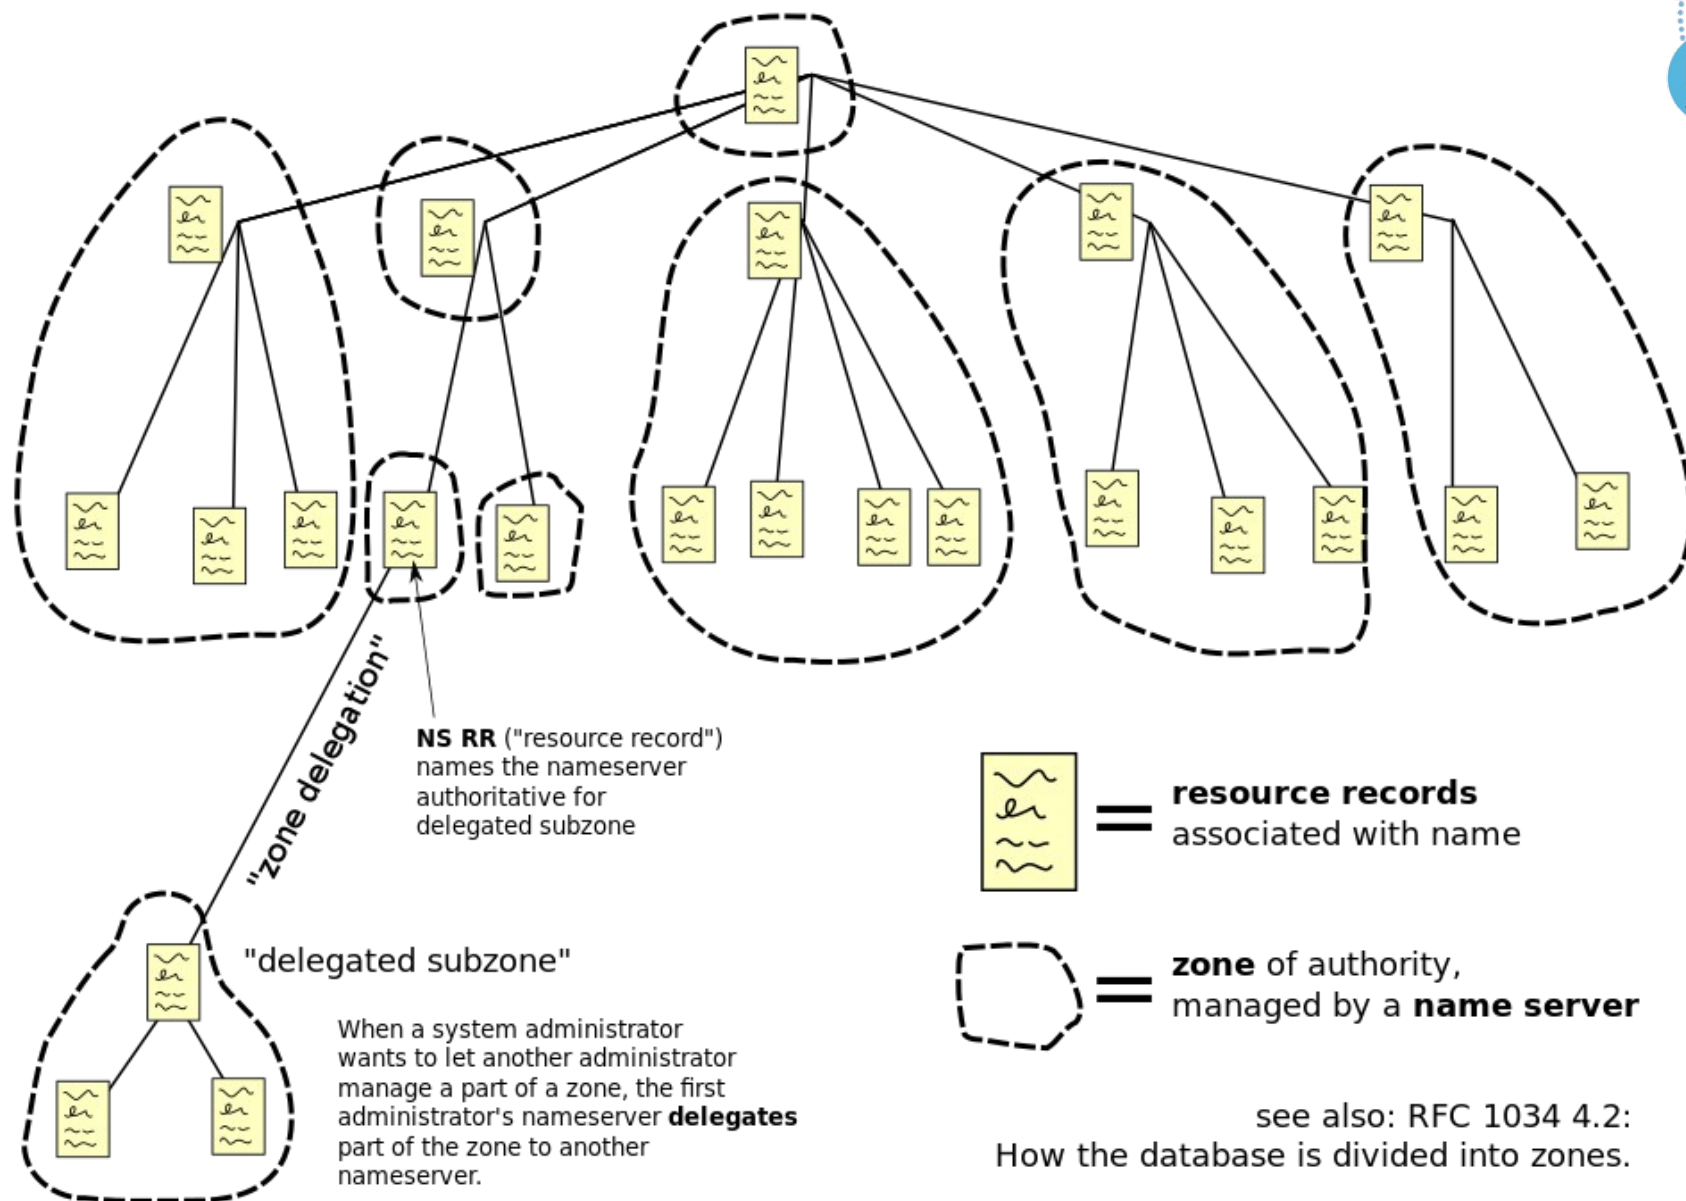 "zone delegation"
NS RR ("resource record")
names the nameserver
authoritative for
delegated subzone
resource records
associated with name
"delegated subzone"
zone of authority,
managed by a name server
When a system administrator
wants to let another administrator
manage a part of a zone, the first
administrator's nameserver delegates
part of the zone to another
nameserver.
see also: RFC 1034 4.2:
How the database is divided into zones.